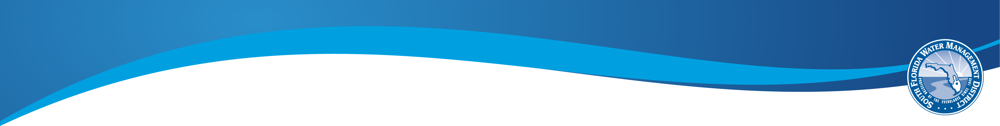 SOUTH FLORIDA WATER MANAGEMENT DISTRICT
PROTECTOR OF THE EVERGLADES SINCE 1949